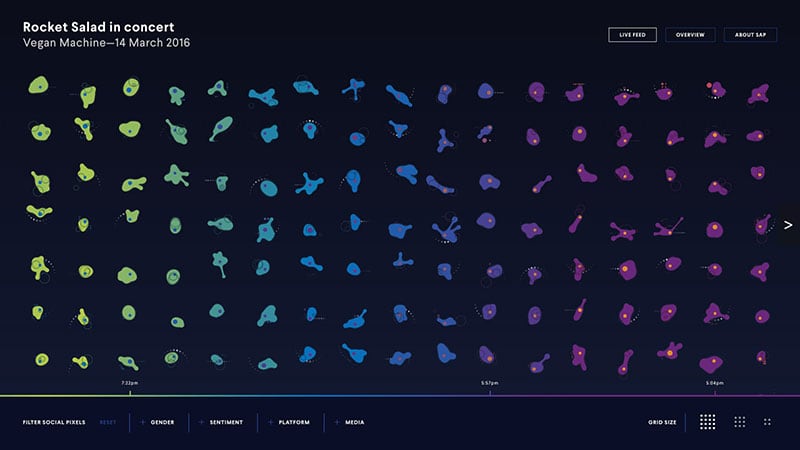 Rocket Salad in concert
Vegan Machine—14 March 2016
LIVE FEED
OVERVIEW
ABOUT SAP
7:22pm
5:57pm
5:04pm
FILTER SOCIAL PIXELS
RESET
+ GENDER
+ SENTIMENT
+ PLATFORM
+ MEDIA
GRID SIZE